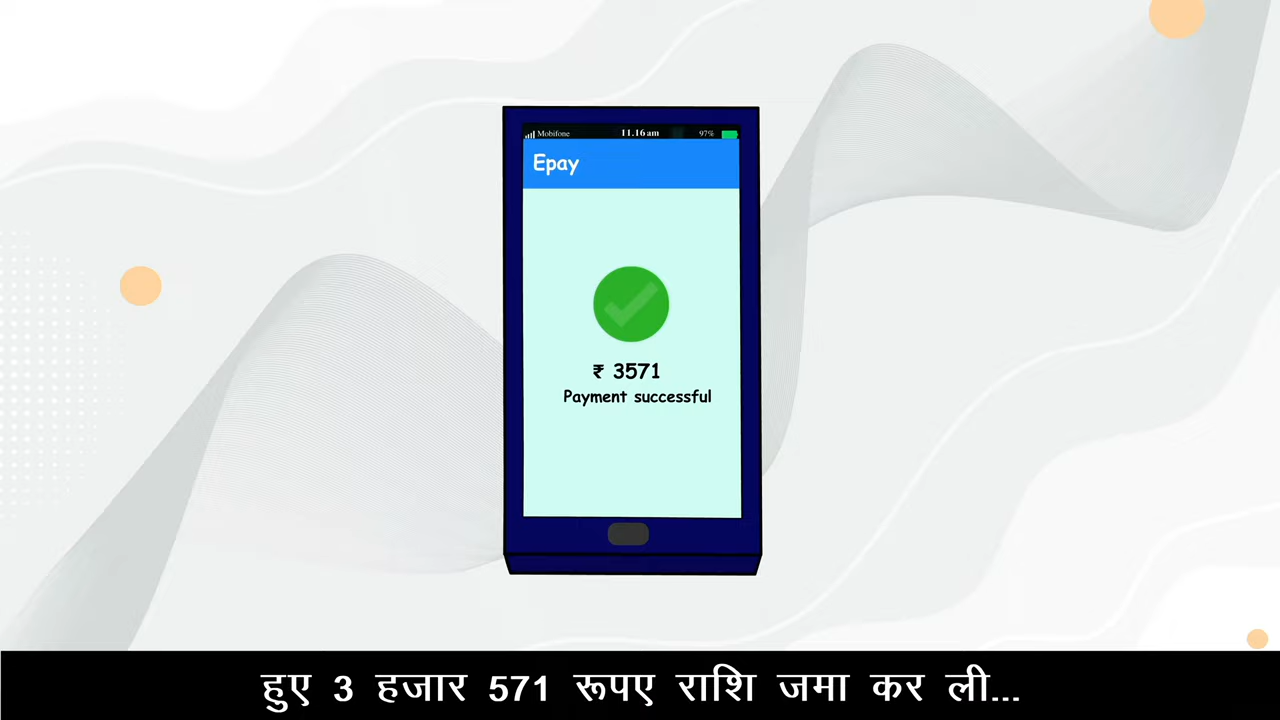 Mobifone 11.16 am 97%
Epay
₹ 3571
Payment successful
हुए 3 हजार 571 रूपए राशि जमा कर ली...